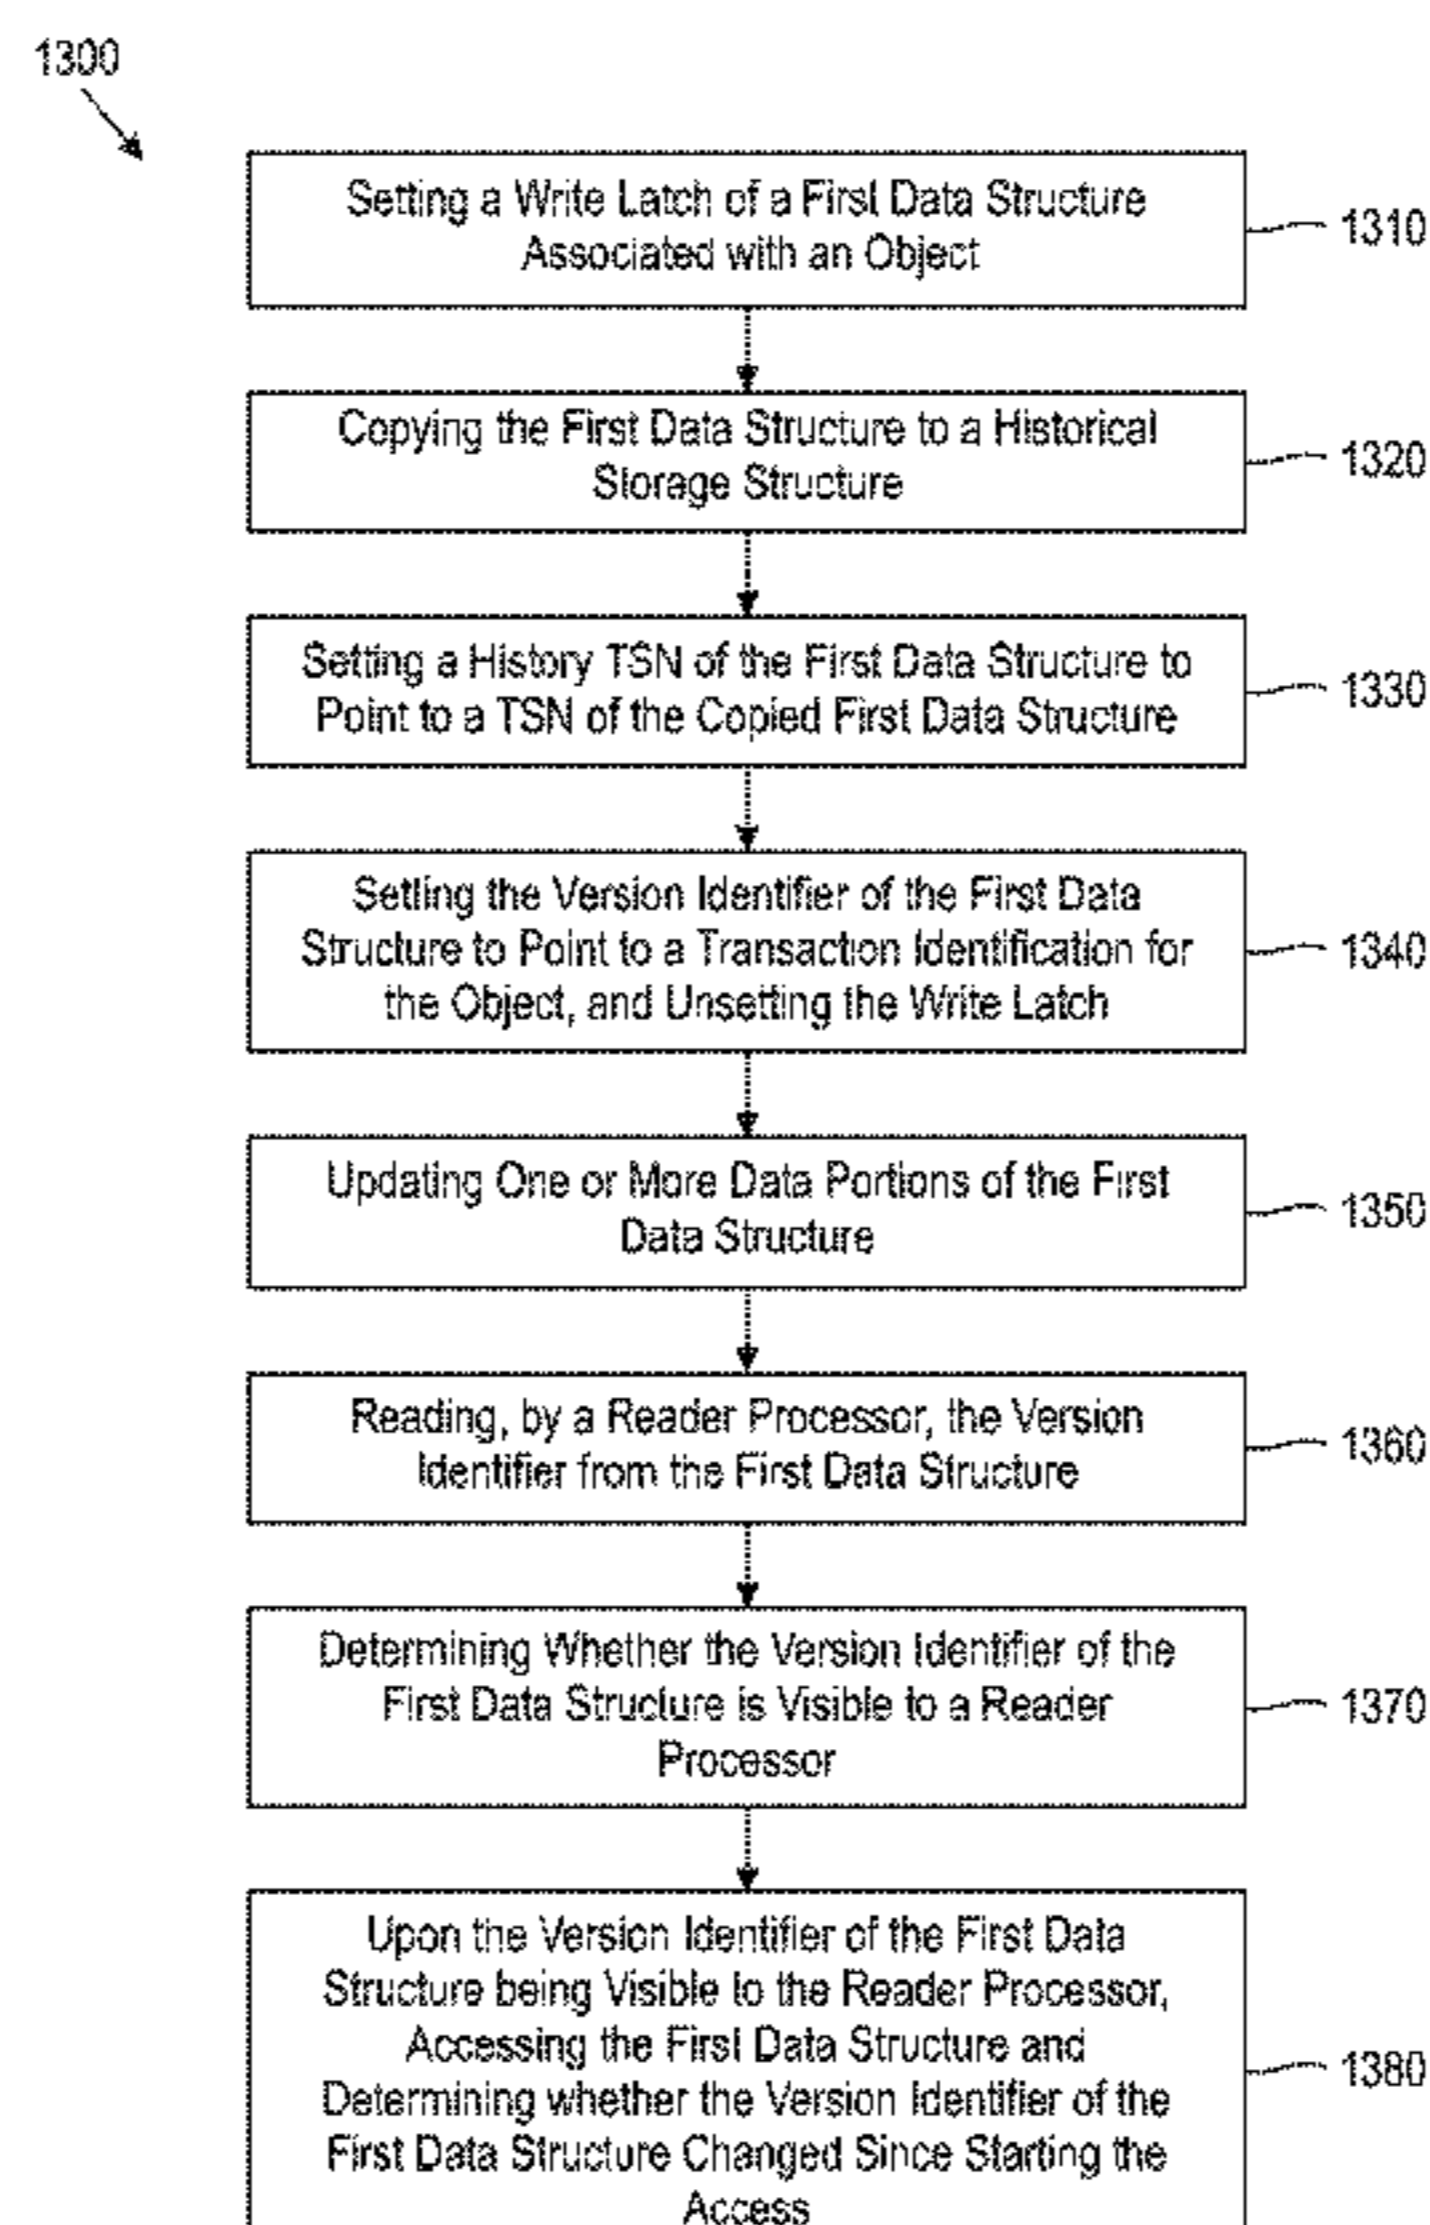 1300
Setting a Write Latch of a First Data Structure
Associated with an Object
1310
Copying the First Data Structure to a Historical
Storage Structure
1320
Setting a History TSN of the First Data Structure to
Point to a TSN of the Copied First Data Structure
1330
Setting the Version Identifier of the First Data
Structure to Point to a Transaction Identification for
the Object, and Unsetting the Write Latch
1340
Updating One or More Data Portions of the First
Data Structure
1350
Reading, by a Reader Processor, the Version
Identifier from the First Data Structure
1360
Determining Whether the Version Identifier of the
First Data Structure is Visible to a Reader
Processor
1370
Upon the Version Identifier of the First Data
Structure being Visible to the Reader Processor,
Accessing the First Data Structure and
Determining whether the Version Identifier of the
First Data Structure Changed Since Starting the
Access
1380